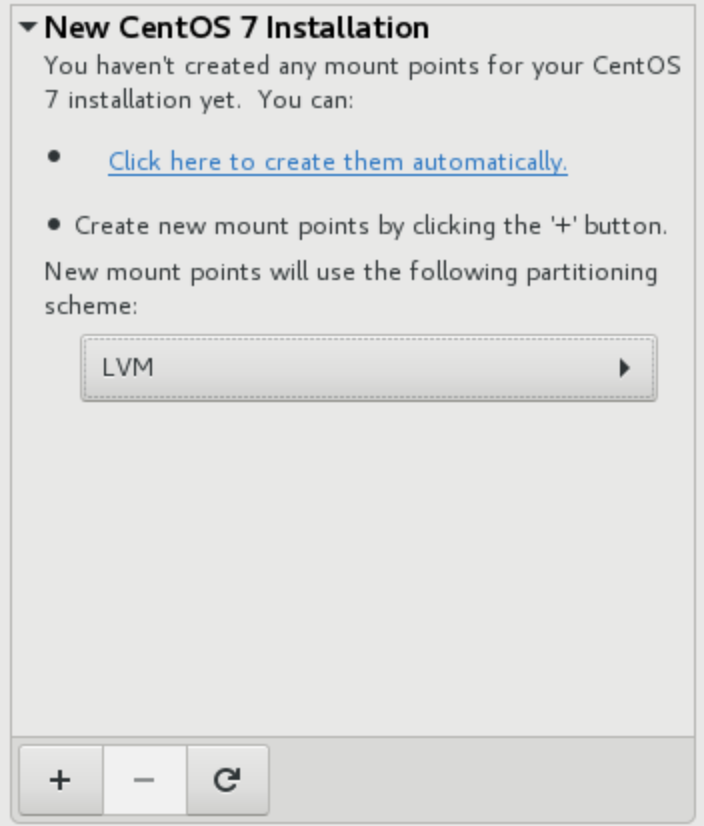 New CentOS 7 Installation
You haven't created any mount points for your CentOS
7 installation yet.  You can:
• Click here to create them automatically.
• Create new mount points by clicking the '+' button.
New mount points will use the following partitioning
scheme:
LVM
+ −